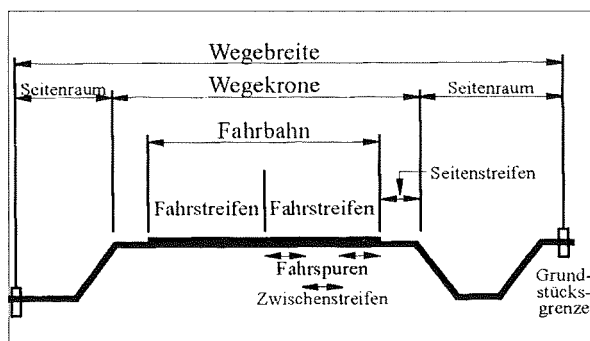 Wegebreite
Seitenraum Wegekrone Seitenraum
Fahrbahn
Seitenstreifen
Fahrstreifen Fahrstreifen
Fahrspuren
Zwischenstreifen
Grund-
stücks-
grenze